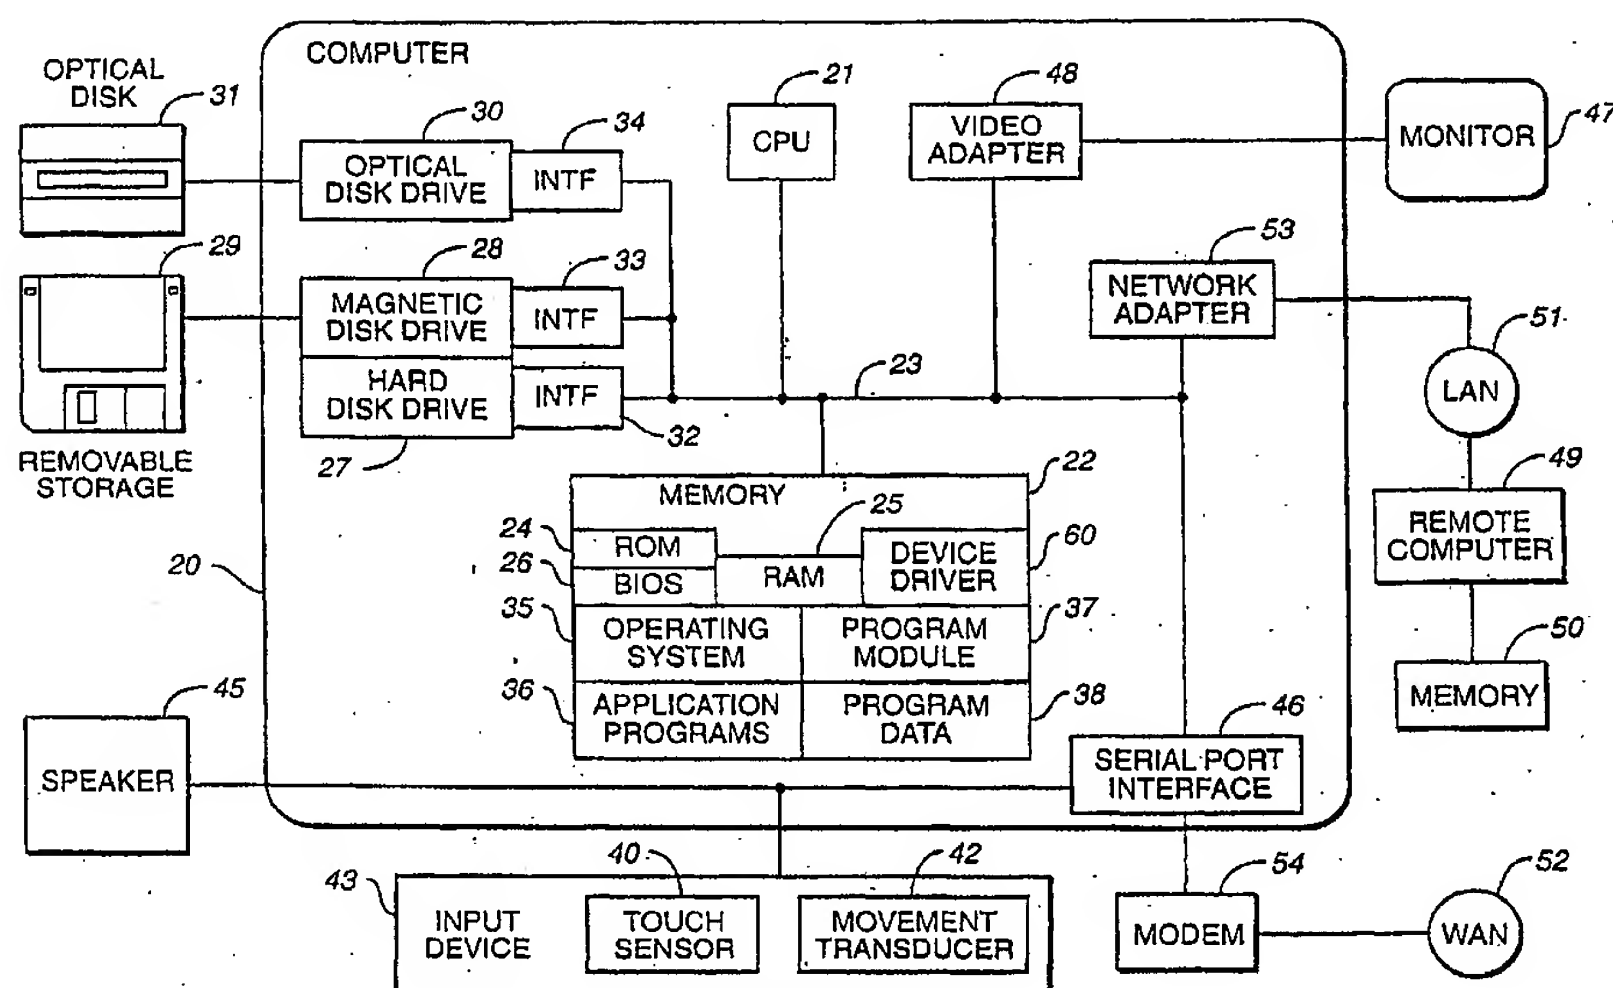 COMPUTER
OPTICAL
DISK
31
30
34
OPTICAL
DISK DRIVE
INTF
21
CPU
48
VIDEO
ADAPTER
MONITOR
47
29
28
33
MAGNETIC
DISK DRIVE
INTF
HARD
DISK DRIVE
INTF
32
27
REMOVABLE
STORAGE
23
53
NETWORK
ADAPTER
51
LAN
49
REMOTE
COMPUTER
50
MEMORY
20
MEMORY
22
24
ROM
25
RAM
26
BIOS
DEVICE
DRIVER
60
35
OPERATING
SYSTEM
PROGRAM
MODULE
37
36
APPLICATION
PROGRAMS
PROGRAM
DATA
38
45
SPEAKER
46
SERIAL PORT
INTERFACE
43
INPUT
DEVICE
40
TOUCH
SENSOR
42
MOVEMENT
TRANSDUCER
54
MODEM
52
WAN